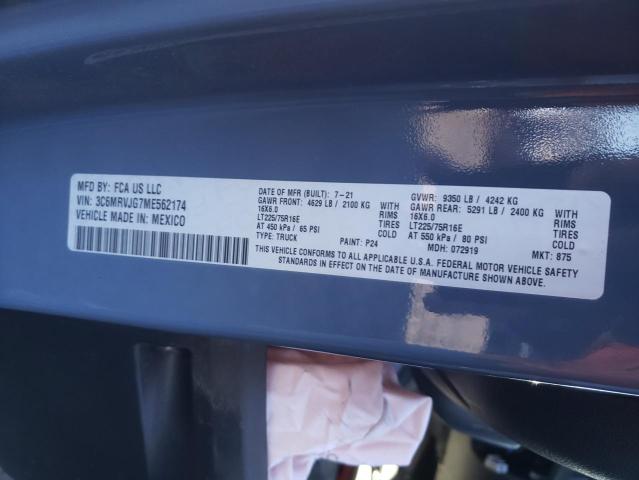 MFD BY: FCA US LLC
VIN: 3C6MRVJG7ME562174
VEHICLE MADE IN: MEXICO
DATE OF MFR (BUILT): 7-21
GAWR FRONT: 4629 LB / 2100 KG
16X6.0 RIMS
LT225/75R16E TIRES
AT 450 kPa / 65 PSI
TYPE: TRUCK PAINT: P24
GVWR: 9350 LB / 4242 KG
GAWR REAR: 5291 LB / 2400 KG
16X6.0 RIMS
LT225/75R16E TIRES
AT 550 kPa / 80 PSI
MDH: 072919 MKT: 875
THIS VEHICLE CONFORMS TO ALL APPLICABLE U.S.A. FEDERAL MOTOR VEHICLE SAFETY
STANDARDS IN EFFECT ON THE DATE OF MANUFACTURE SHOWN ABOVE.